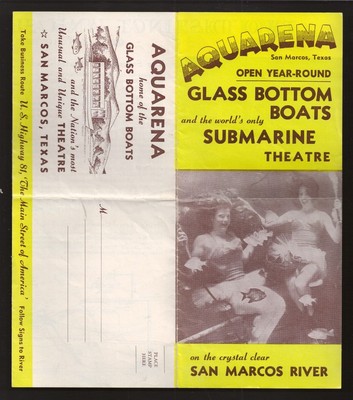 AQUARENA
San Marcos, Texas
OPEN YEAR-ROUND
GLASS BOTTOM
BOATS
and the world's only
SUBMARINE
THEATRE
on the crystal clear
SAN MARCOS RIVER
AQUARENA
home of the
GLASS BOTTOM BOATS
and the Nation's most
Unusual and Unique THEATRE
☆ SAN MARCOS, TEXAS
M
PLACE
STAMP
HERE
Take Business Route U. S. Highway 81, 'The Main Street of America' Follow Signs to River